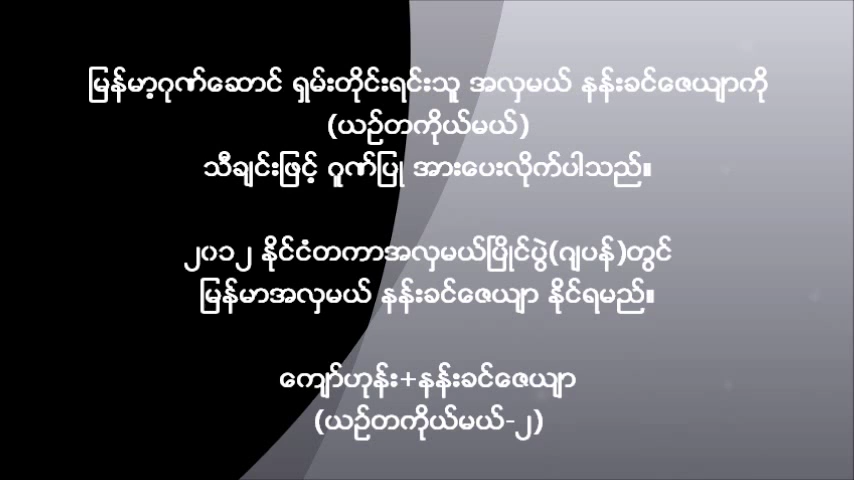 မြန်မာ့ဂုဏ်ဆောင် ရှမ်းတိုင်းရင်းသူ အလှမယ် နန်းခင်ဇေယျာကို
(ယဉ်တကိုယ်မယ်)
သီချင်းဖြင့် ဂူဏ်ပြု အားပေးလိုက်ပါသည်။
၂၀၁၂ နိုင်ငံတကာအလှမယ်ပြိုင်ပွဲ(ဂျပန်)တွင်
မြန်မာအလှမယ် နန်းခင်ဇေယျာ နိုင်ရမည်။
ကျော်ဟုန်း+နန်းခင်ဇေယျာ
(ယဉ်တကိုယ်မယ်-၂)